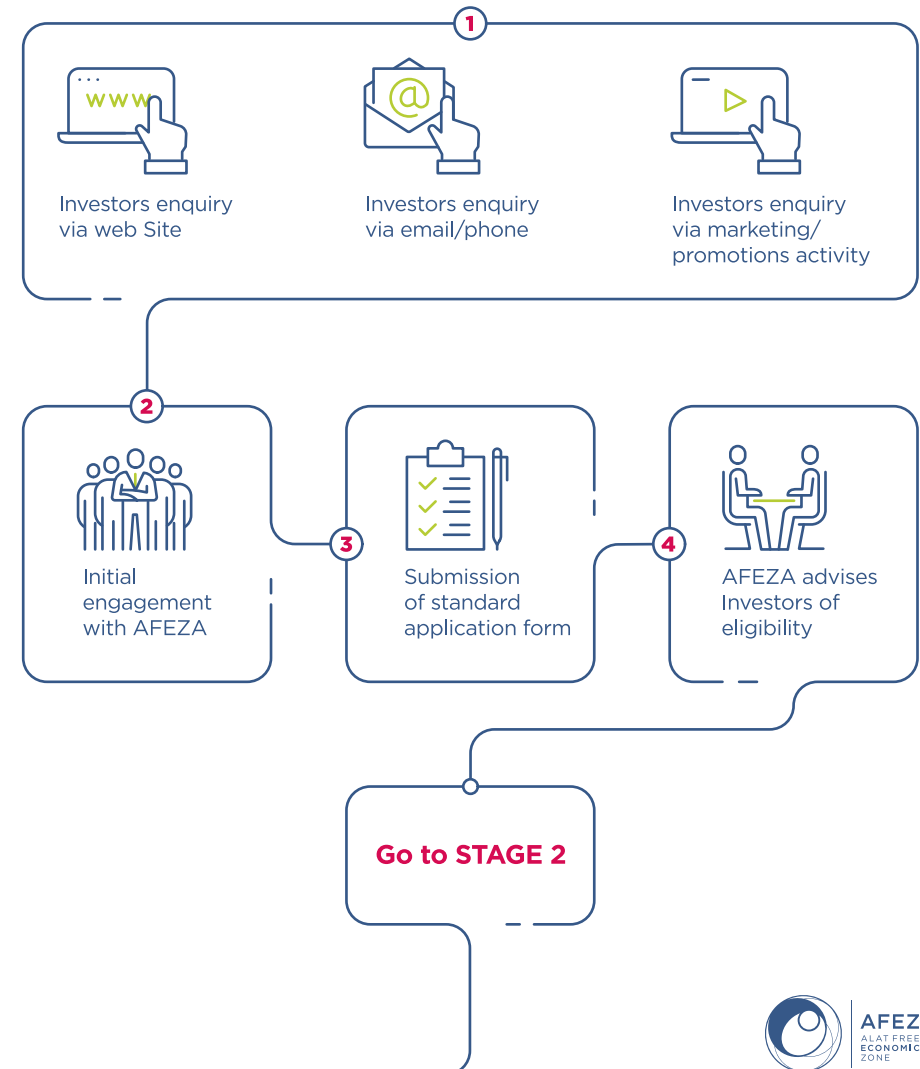 1
www
@
Investors enquiry
via web Site
Investors enquiry
via email/phone
Investors enquiry
via marketing/
promotions activity
2
Initial
engagement
with AFEZA
3
Submission
of standard
application form
4
AFEZA advises
Investors of
eligibility
Go to STAGE 2
AFEZ
ALAT FREE
ECONOMIC
ZONE